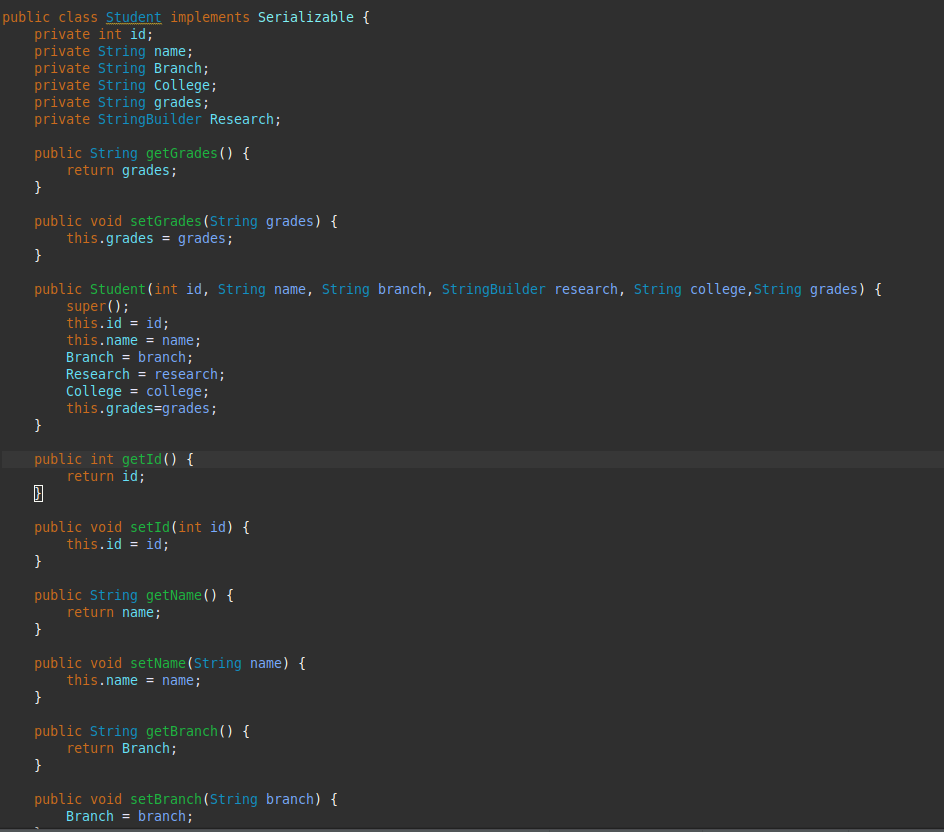 public class Student implements Serializable {
    private int id;
    private String name;
    private String Branch;
    private String College;
    private String grades;
    private StringBuilder Research;

    public String getGrades() {
        return grades;
    }

    public void setGrades(String grades) {
        this.grades = grades;
    }

    public Student(int id, String name, String branch, StringBuilder research, String college,String grades) {
        super();
        this.id = id;
        this.name = name;
        Branch = branch;
        Research = research;
        College = college;
        this.grades=grades;
    }

    public int getId() {
        return id;
    }

    public void setId(int id) {
        this.id = id;
    }

    public String getName() {
        return name;
    }

    public void setName(String name) {
        this.name = name;
    }

    public String getBranch() {
        return Branch;
    }

    public void setBranch(String branch) {
        Branch = branch;